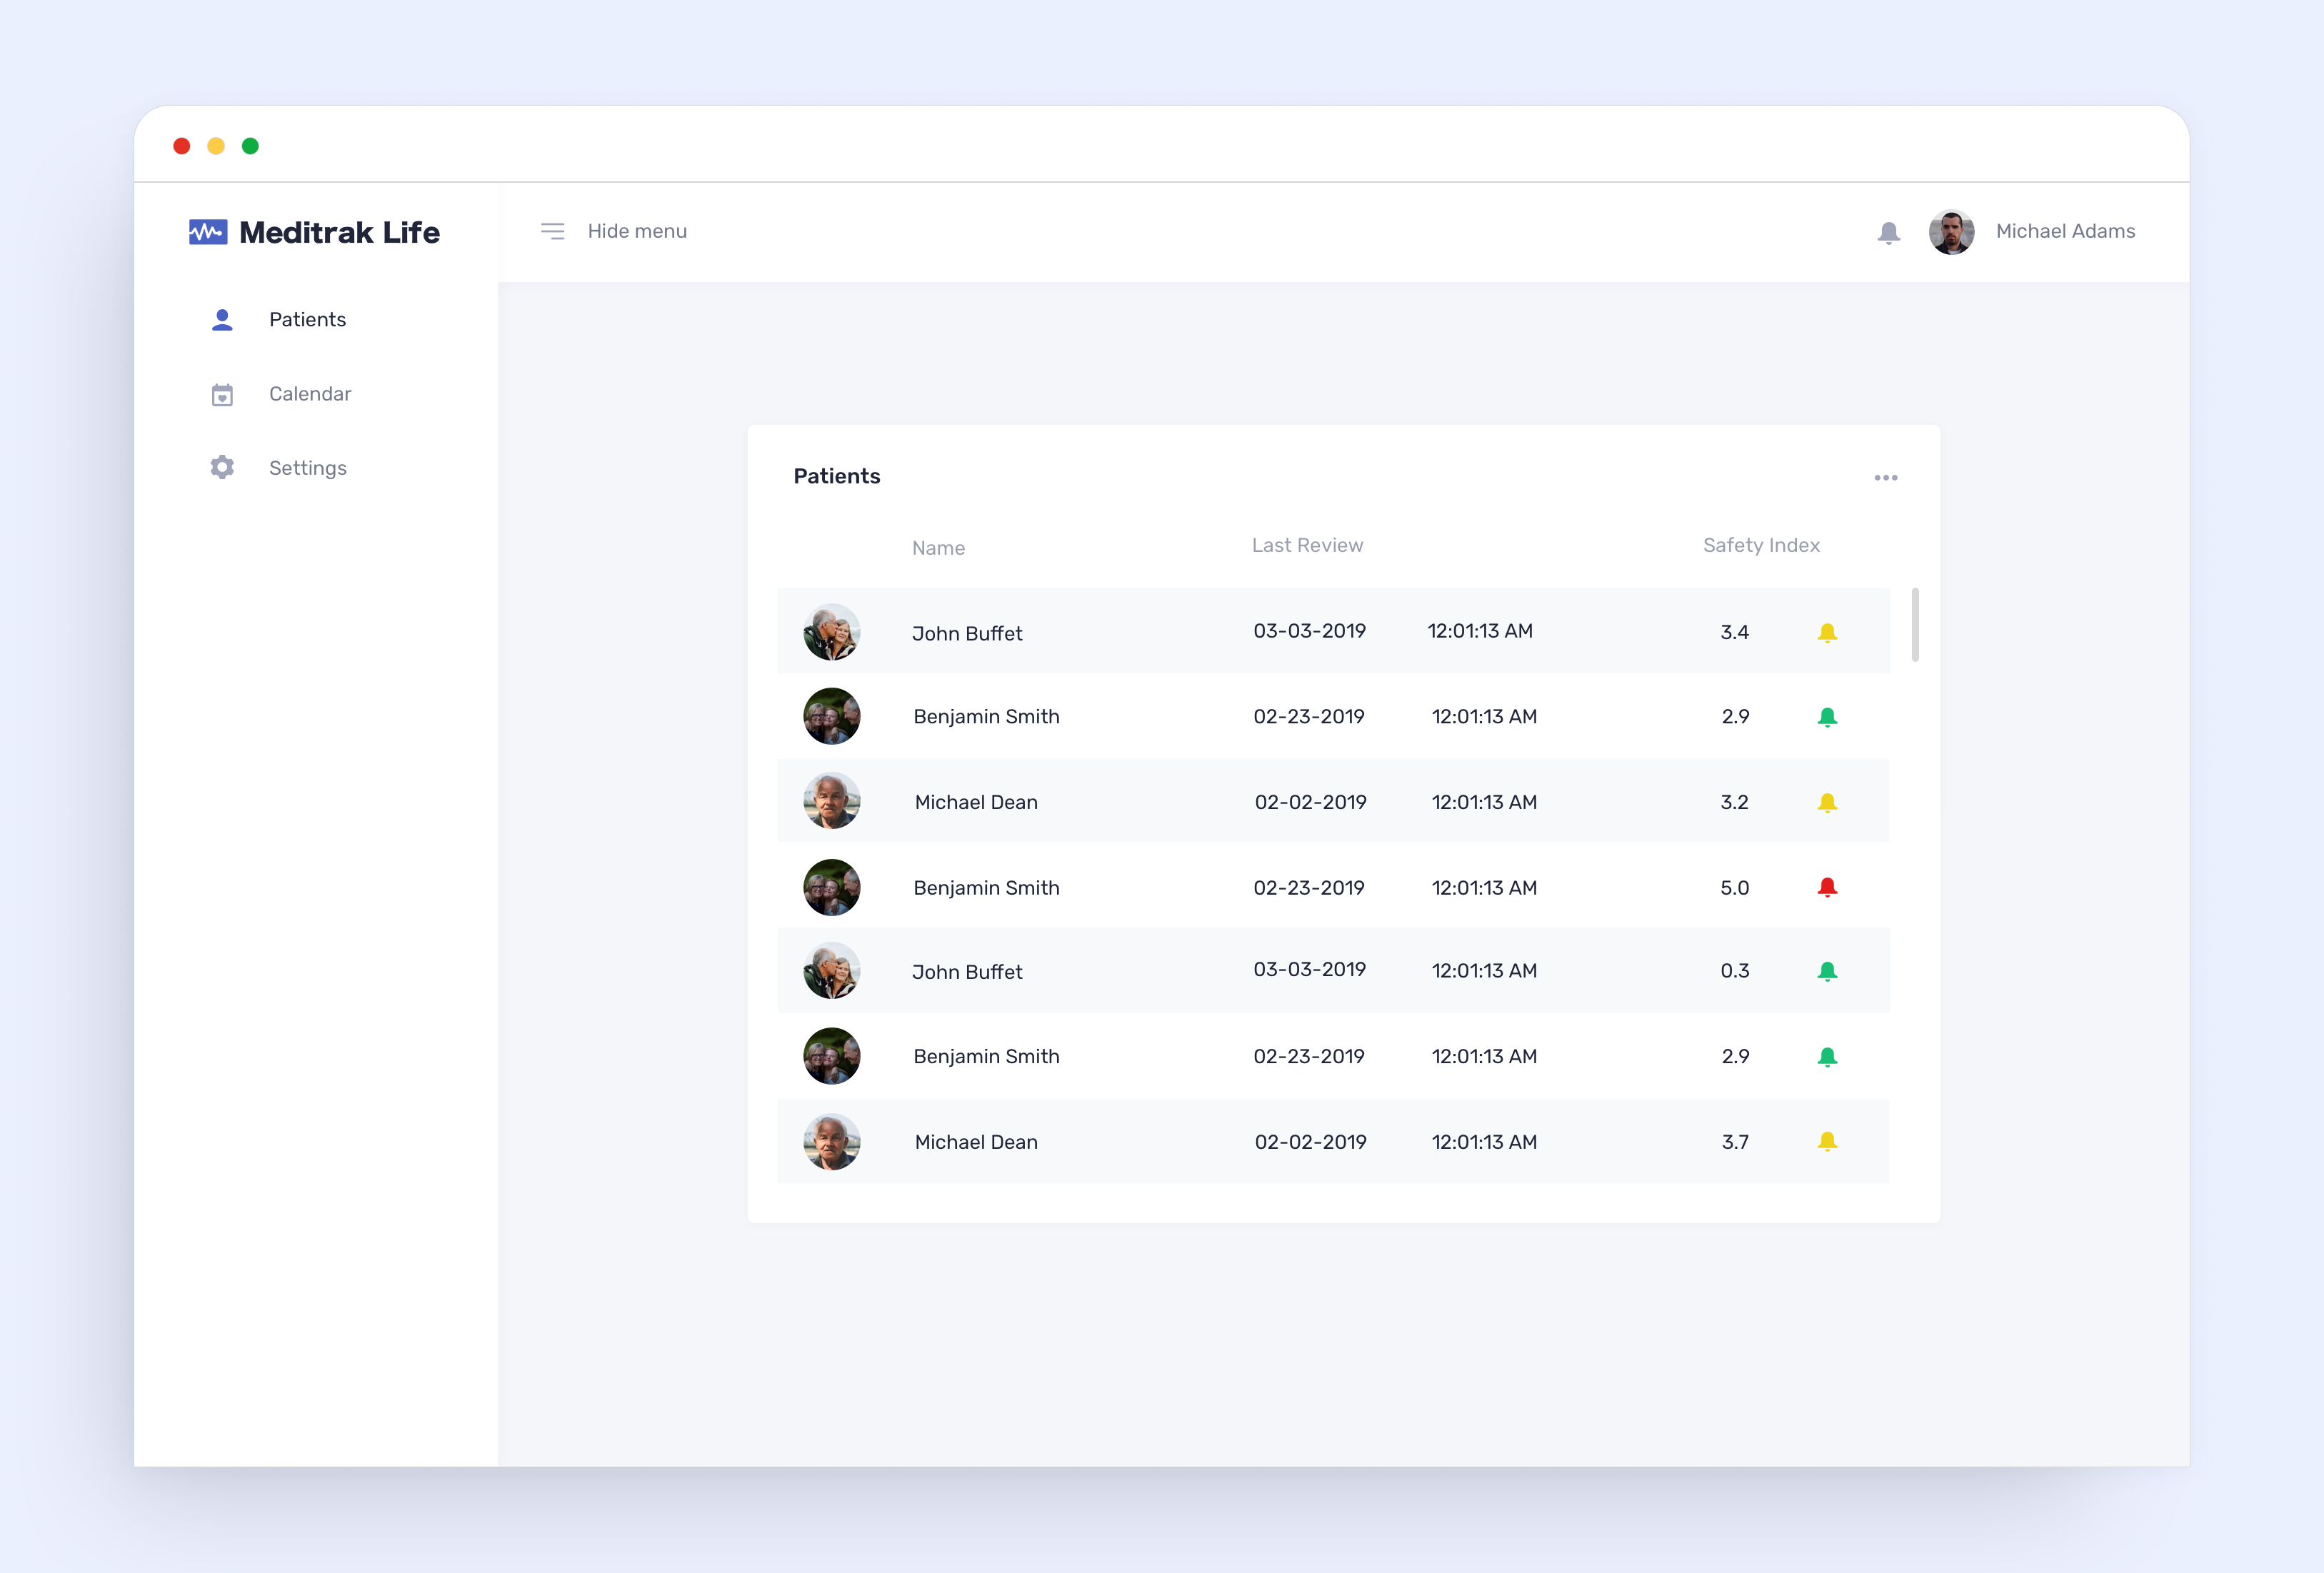 Meditrak Life
Hide menu
Michael Adams
Patients
Calendar
Settings
Patients
Name Last Review Safety Index
John Buffet 03-03-2019 12:01:13 AM 3.4
Benjamin Smith 02-23-2019 12:01:13 AM 2.9
Michael Dean 02-02-2019 12:01:13 AM 3.2
Benjamin Smith 02-23-2019 12:01:13 AM 5.0
John Buffet 03-03-2019 12:01:13 AM 0.3
Benjamin Smith 02-23-2019 12:01:13 AM 2.9
Michael Dean 02-02-2019 12:01:13 AM 3.7